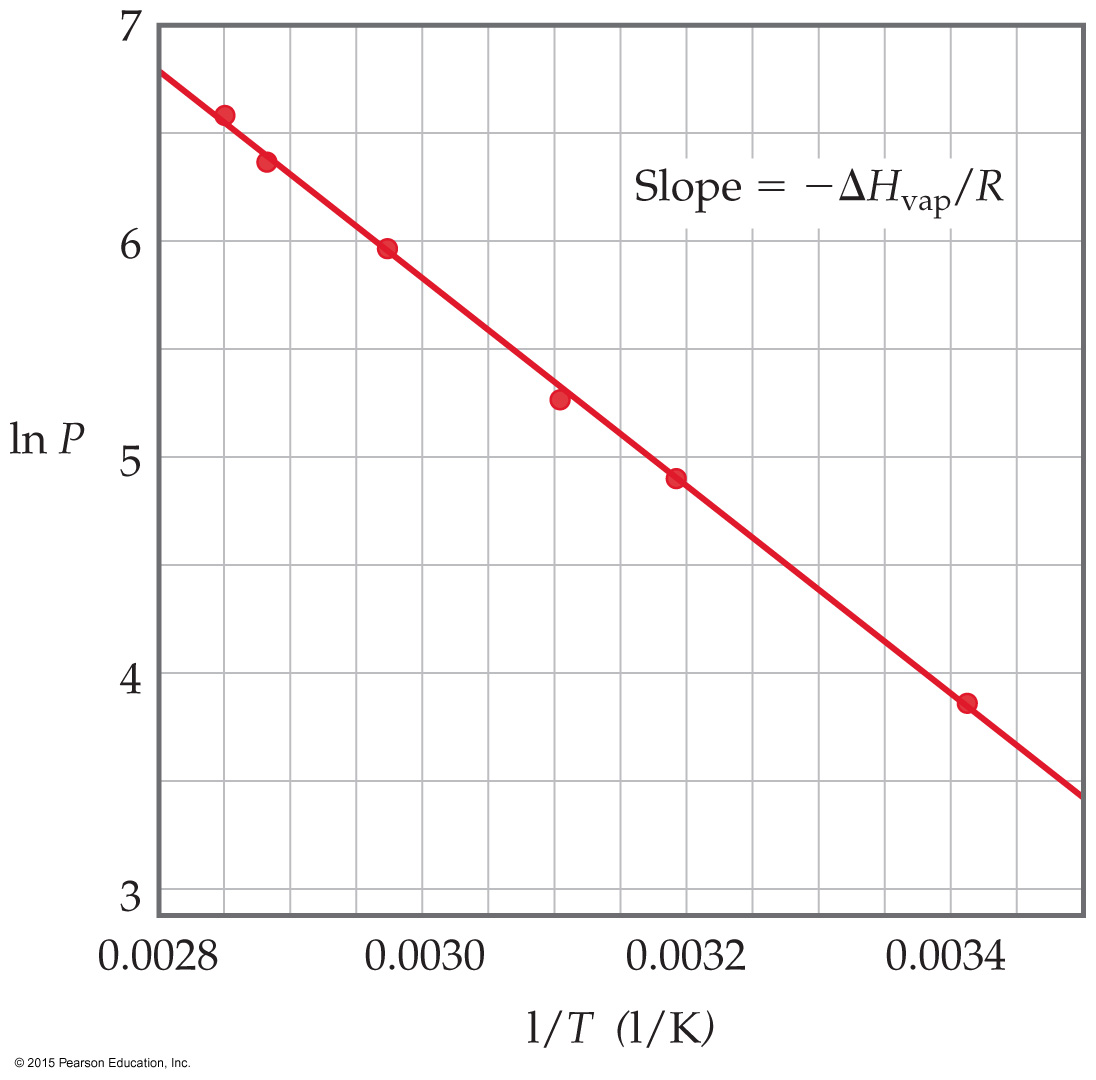 7
Slope = −ΔHvap/R
6
ln P
5
4
3
0.0028 0.0030 0.0032 0.0034
1/T (1/K)
© 2015 Pearson Education, Inc.